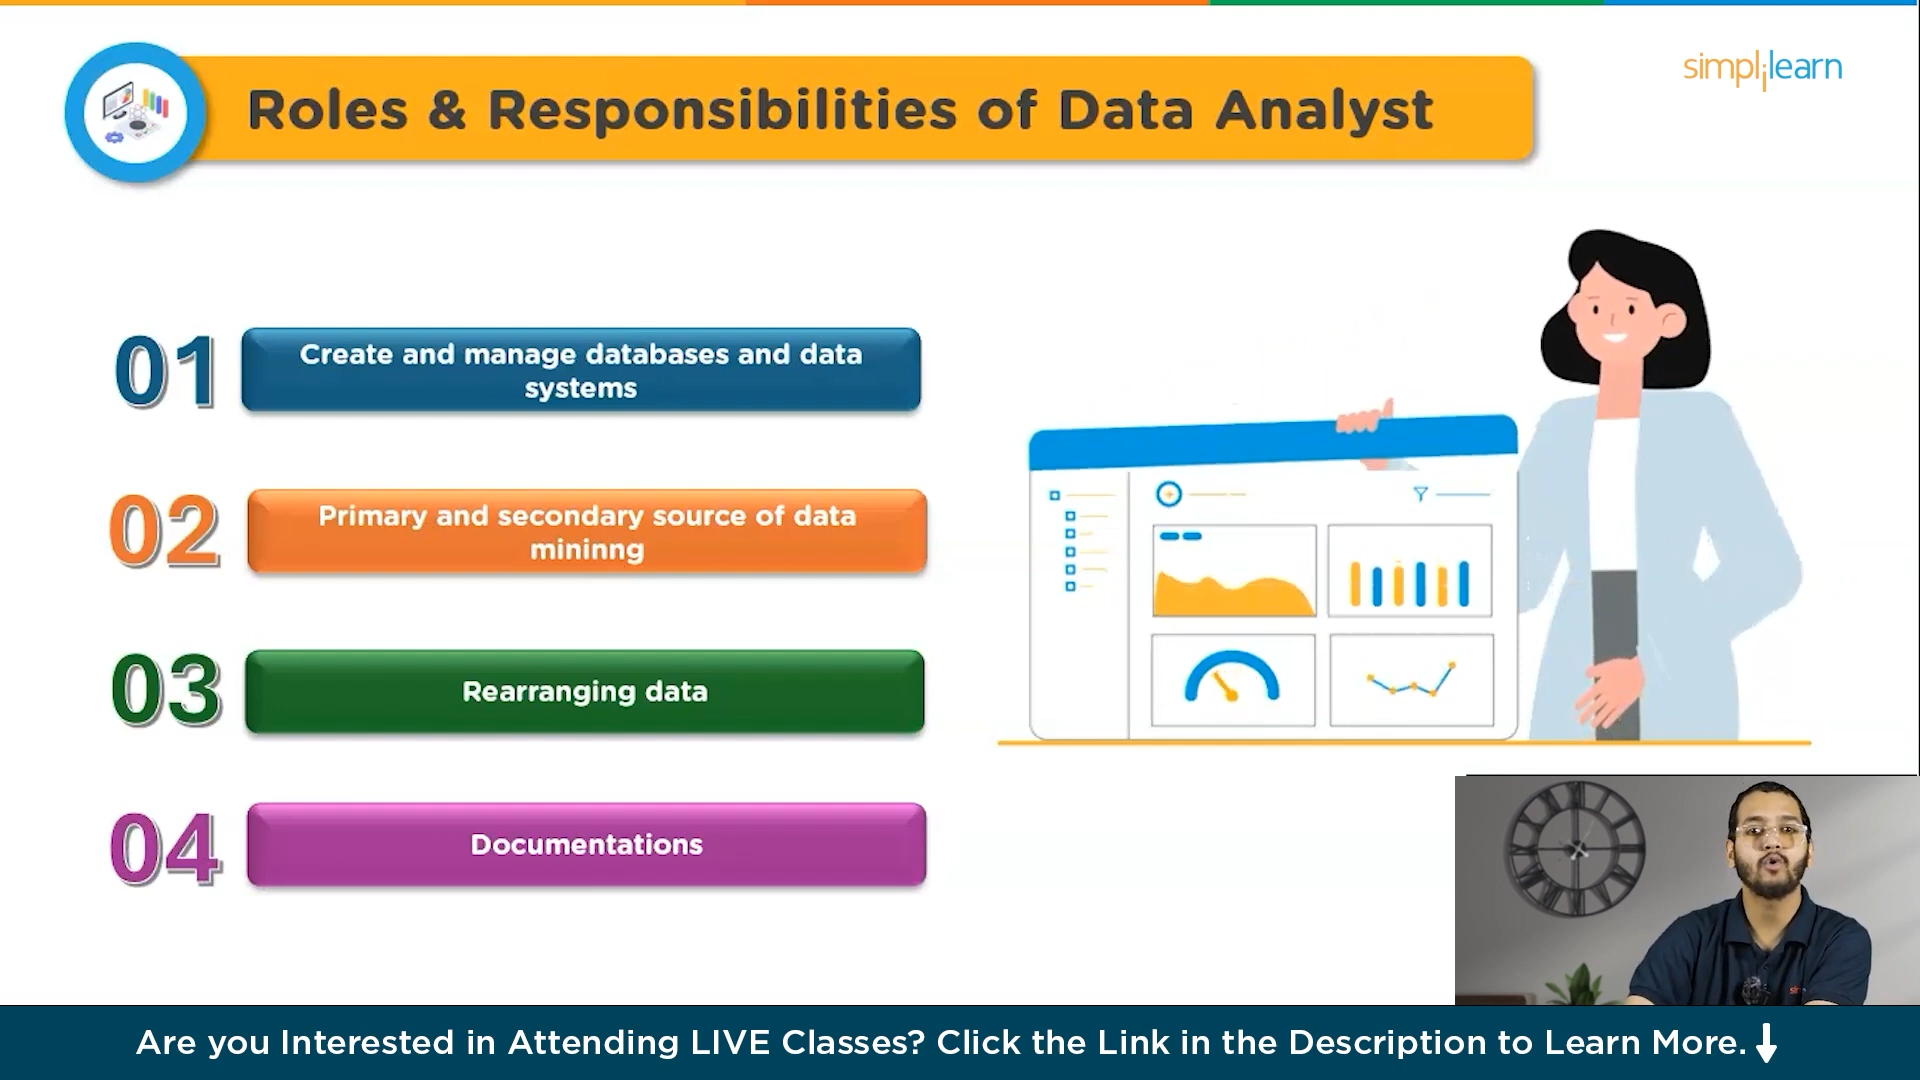 simplilearn
Roles & Responsibilities of Data Analyst
01
Create and manage databases and data
systems
02
Primary and secondary source of data
mininng
03
Rearranging data
04
Documentations
Are you Interested in Attending LIVE Classes? Click the Link in the Description to Learn More.